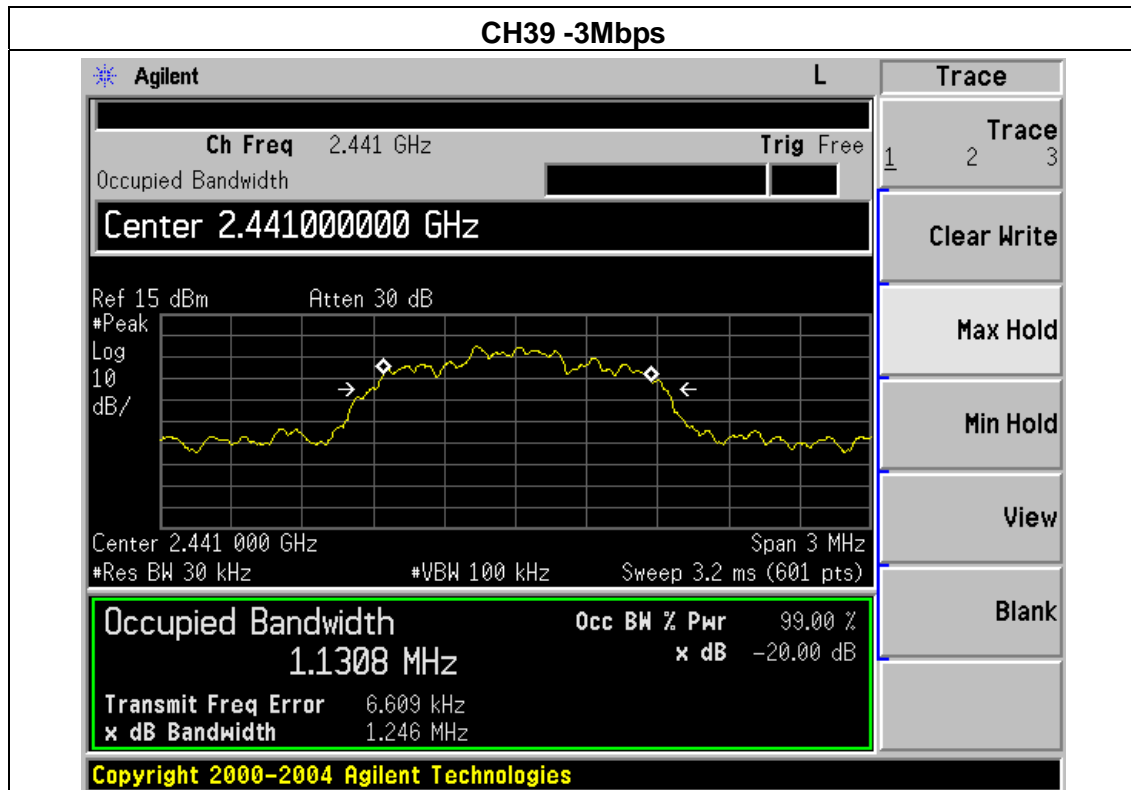 CH39 -3Mbps
Agilent L Trace
Ch Freq 2.441 GHz Trig Free
Occupied Bandwidth
Trace
1 2 3
Center 2.441000000 GHz
Clear Write
Ref 15 dBm Atten 30 dB
#Peak
Log
10
dB/
Max Hold
Min Hold
View
Center 2.441 000 GHz Span 3 MHz
#Res BW 30 kHz #VBW 100 kHz Sweep 3.2 ms (601 pts)
Blank
Occupied Bandwidth Occ BW % Pwr 99.00 %
1.1308 MHz x dB -20.00 dB
Transmit Freq Error 6.609 kHz
x dB Bandwidth 1.246 MHz
Copyright 2000-2004 Agilent Technologies